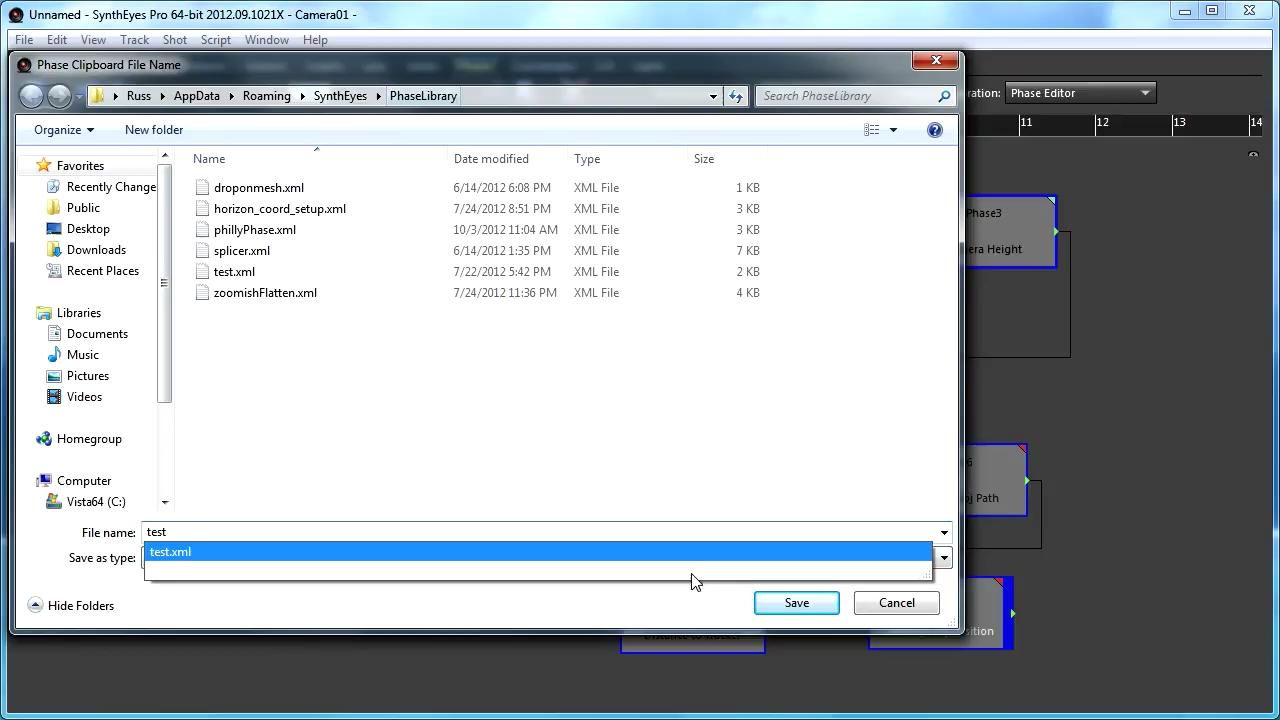 Unnamed - SynthEyes Pro 64-bit 2012.09.1021X - Camera01 -
File Edit View Track Shot Script Window Help
Phase Clipboard File Name
Russ AppData Roaming SynthEyes PhaseLibrary
Search PhaseLibrary
ration: Phase Editor
Organize New folder
11 12 13 14
Favorites
Recently Change
Public
Desktop
Downloads
Recent Places
Libraries
Documents
Music
Pictures
Videos
Homegroup
Computer
Vista64 (C:)
Name Date modified Type Size
droponmesh.xml 6/14/2012 6:08 PM XML File 1 KB
horizon_coord_setup.xml 7/24/2012 8:51 PM XML File 3 KB
phillyPhase.xml 10/3/2012 11:04 AM XML File 3 KB
splicer.xml 6/14/2012 1:35 PM XML File 7 KB
test.xml 7/22/2012 5:42 PM XML File 2 KB
zoomishFlatten.xml 7/24/2012 11:36 PM XML File 4 KB
Phase3
era Height
6
oj Path
File name: test
test.xml
Save as type:
Hide Folders
Save Cancel
sition